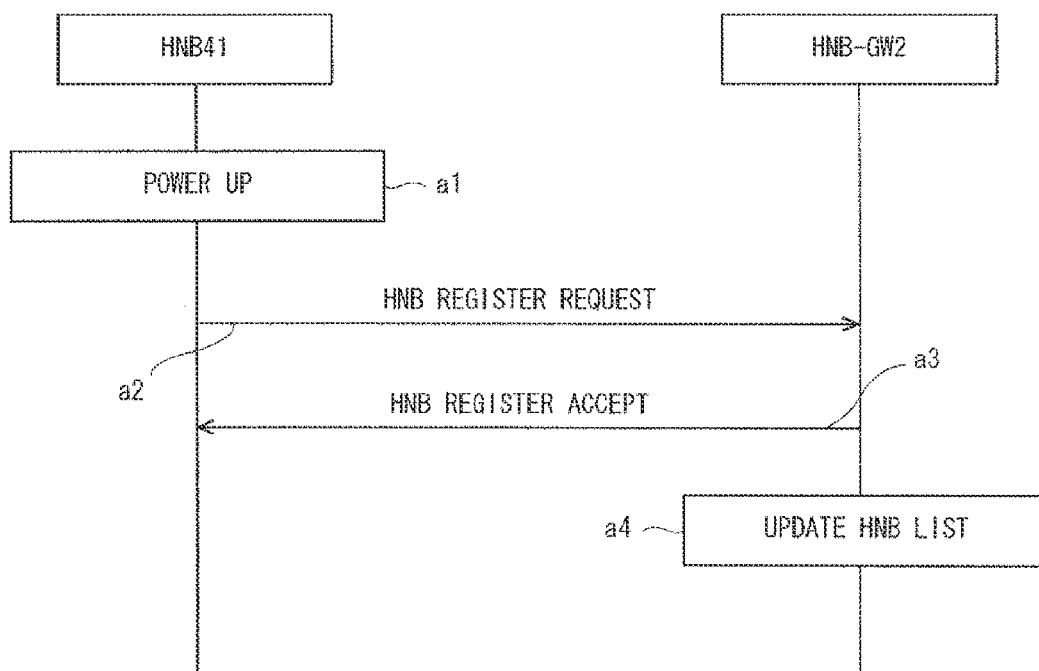 HNB41
HNB-GW2
POWER UP
a1
HNB REGISTER REQUEST
a2
a3
HNB REGISTER ACCEPT
a4
UPDATE HNB LIST